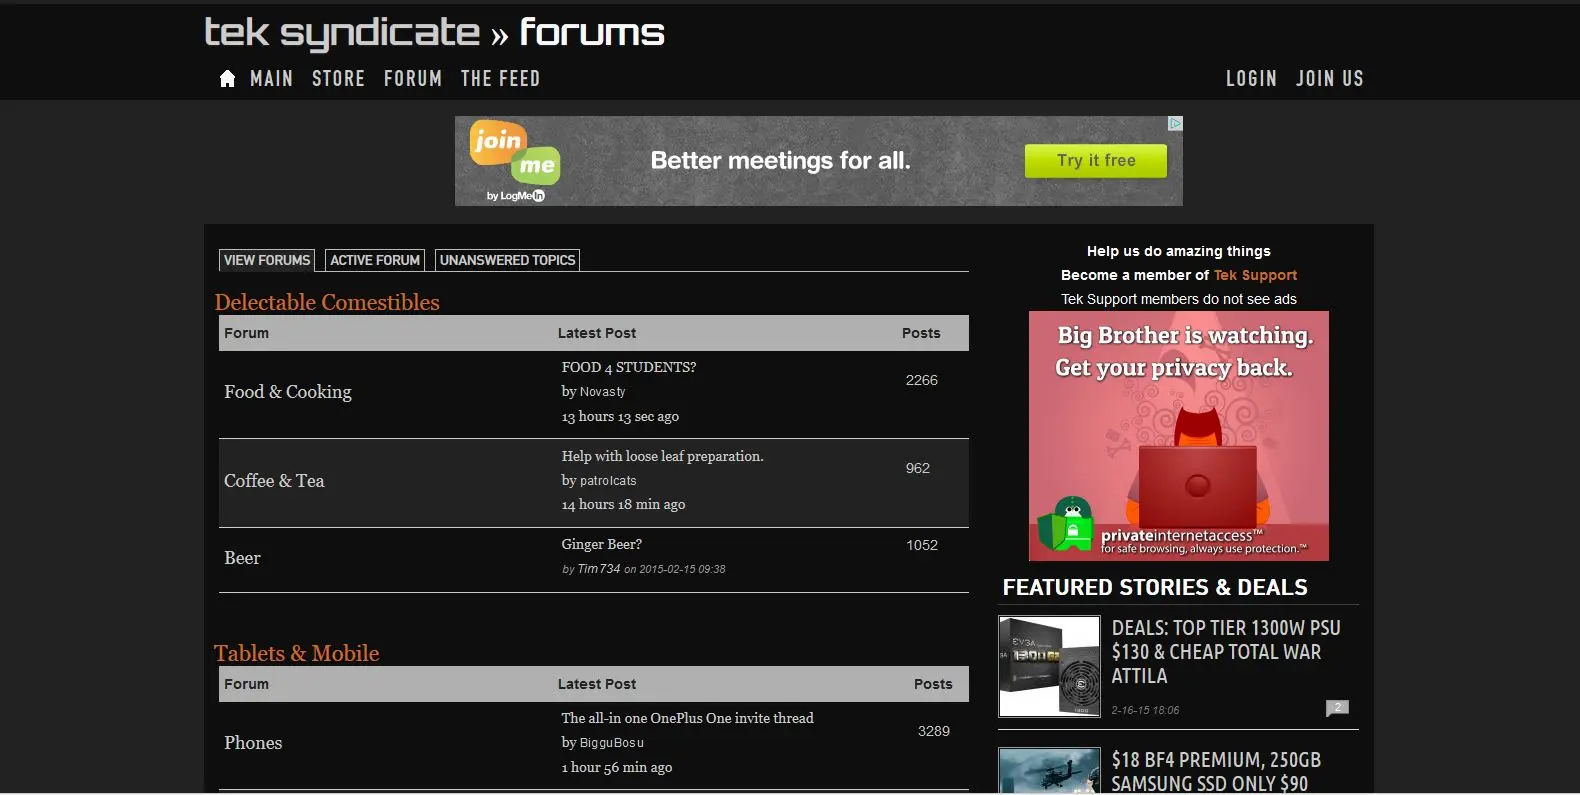 tek syndicate » forums
MAIN STORE FORUM THE FEED
LOGIN JOIN US
join
me
by LogMeIn
Better meetings for all.
Try it free
VIEW FORUMS ACTIVE FORUM UNANSWERED TOPICS
Delectable Comestibles
Forum Latest Post Posts
Food & Cooking
FOOD 4 STUDENTS?
by Novasty
13 hours 13 sec ago
2266
Coffee & Tea
Help with loose leaf preparation.
by patrolcats
14 hours 18 min ago
962
Beer
Ginger Beer?
by Tim734 on 2015-02-15 09:38
1052
Tablets & Mobile
Forum Latest Post Posts
Phones
The all-in one OnePlus One invite thread
by BigguBosu
1 hour 56 min ago
3289
Help us do amazing things
Become a member of Tek Support
Tek Support members do not see ads
Big Brother is watching.
Get your privacy back.
privateinternetaccess™
for safe browsing, always use protection.™
FEATURED STORIES & DEALS
EVGA
1300 G2
DEALS: TOP TIER 1300W PSU
$130 & CHEAP TOTAL WAR
ATTILA
2-16-15 18:06
2
$18 BF4 PREMIUM, 250GB
SAMSUNG SSD ONLY $90